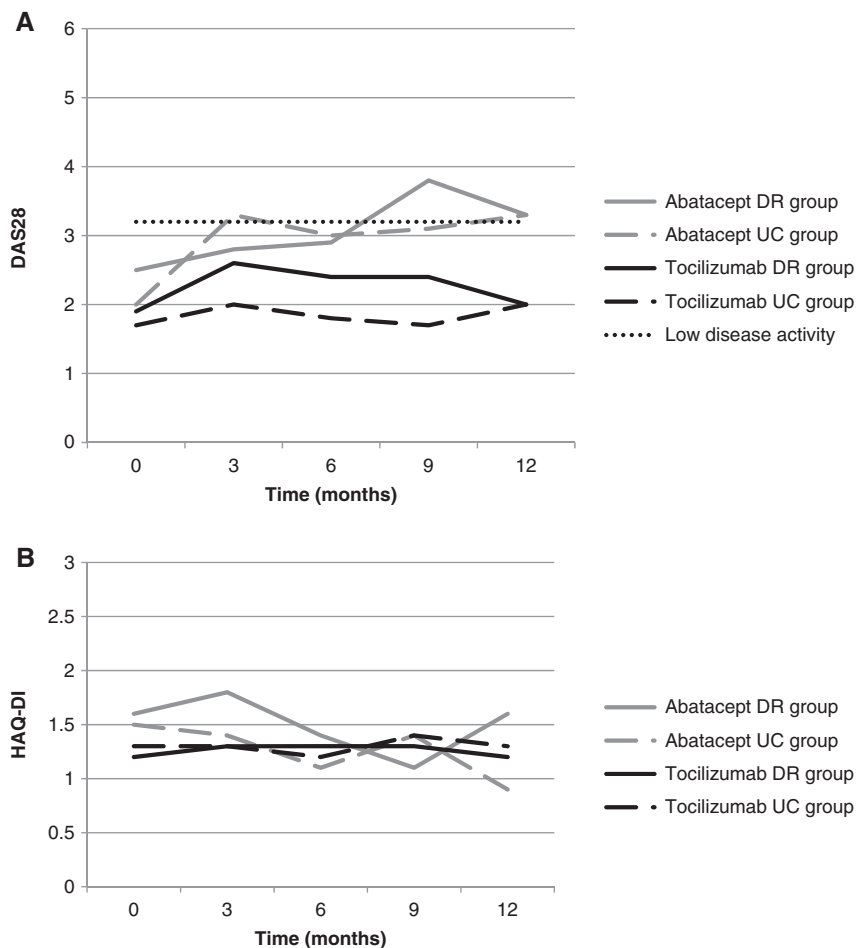 A
6
5
4
3
2
1
0
DAS28
0 3 6 9 12
Time (months)
Abatacept DR group
Abatacept UC group
Tocilizumab DR group
Tocilizumab UC group
Low disease activity
B
3
2.5
2
1.5
1
0.5
0
HAQ-DI
0 3 6 9 12
Time (months)
Abatacept DR group
Abatacept UC group
Tocilizumab DR group
Tocilizumab UC group